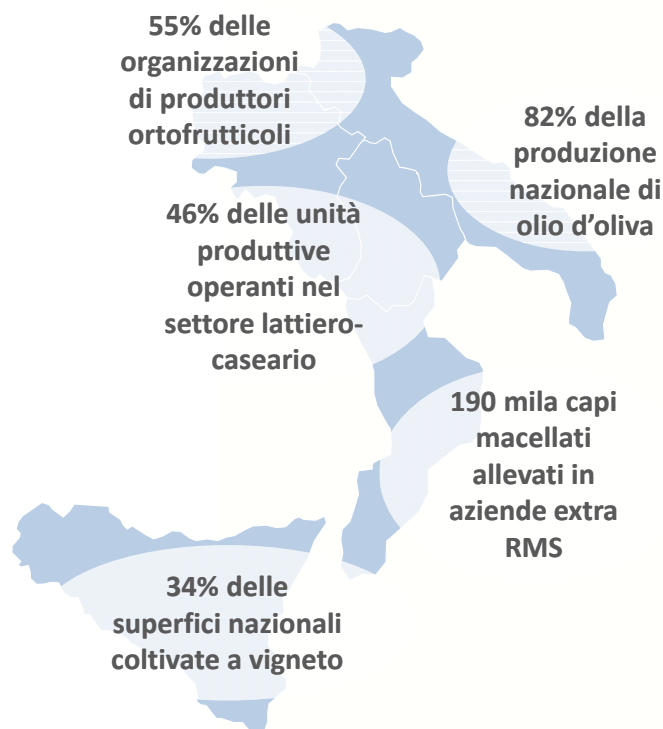 55% delle
organizzazioni
di produttori
ortofrutticoli
82% della
produzione
nazionale di
olio d’oliva
46% delle unità
produttive
operanti nel
settore lattiero-
caseario
190 mila capi
macellati
allevati in
aziende extra
RMS
34% delle
superfici nazionali
coltivate a vigneto